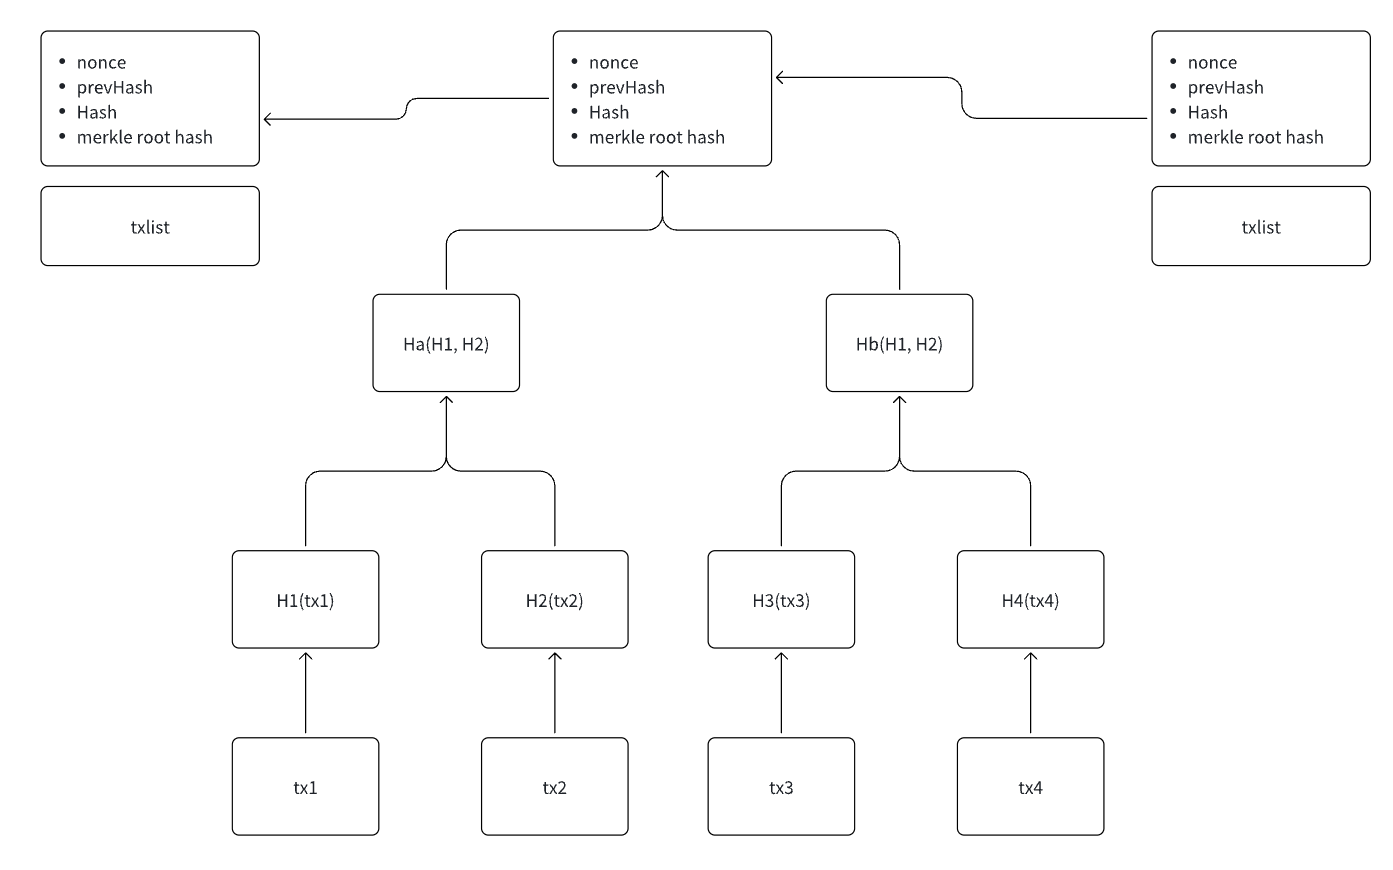 nonce
prevHash
Hash
merkle root hash
txlist
nonce
prevHash
Hash
merkle root hash
nonce
prevHash
Hash
merkle root hash
txlist
Ha(H1, H2)
Hb(H1, H2)
H1(tx1)
H2(tx2)
H3(tx3)
H4(tx4)
tx1
tx2
tx3
tx4